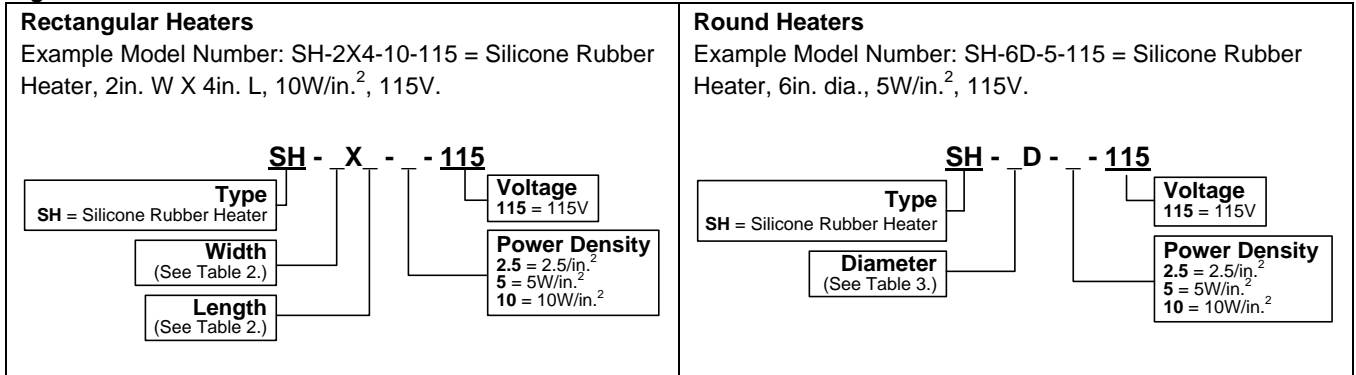 Rectangular Heaters
Example Model Number: SH-2X4-10-115 = Silicone Rubber
Heater, 2in. W X 4in. L, 10W/in.², 115V.
SH - _X_ - _ - 115
Type
SH = Silicone Rubber Heater
Width
(See Table 2.)
Length
(See Table 2.)
Voltage
115 = 115V
Power Density
2.5 = 2.5/in.²
5 = 5W/in.²
10 = 10W/in.²
Round Heaters
Example Model Number: SH-6D-5-115 = Silicone Rubber
Heater, 6in. dia., 5W/in.², 115V.
SH - _D - _ - 115
Type
SH = Silicone Rubber Heater
Diameter
(See Table 3.)
Voltage
115 = 115V
Power Density
2.5 = 2.5/in.²
5 = 5W/in.²
10 = 10W/in.²